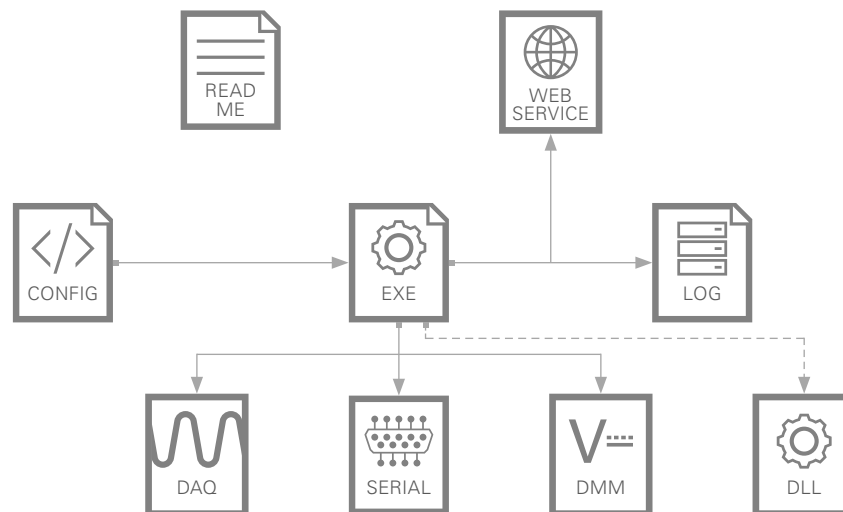 READ
ME
WEB
SERVICE
CONFIG
EXE
LOG
DAQ
SERIAL
V
DMM
DLL